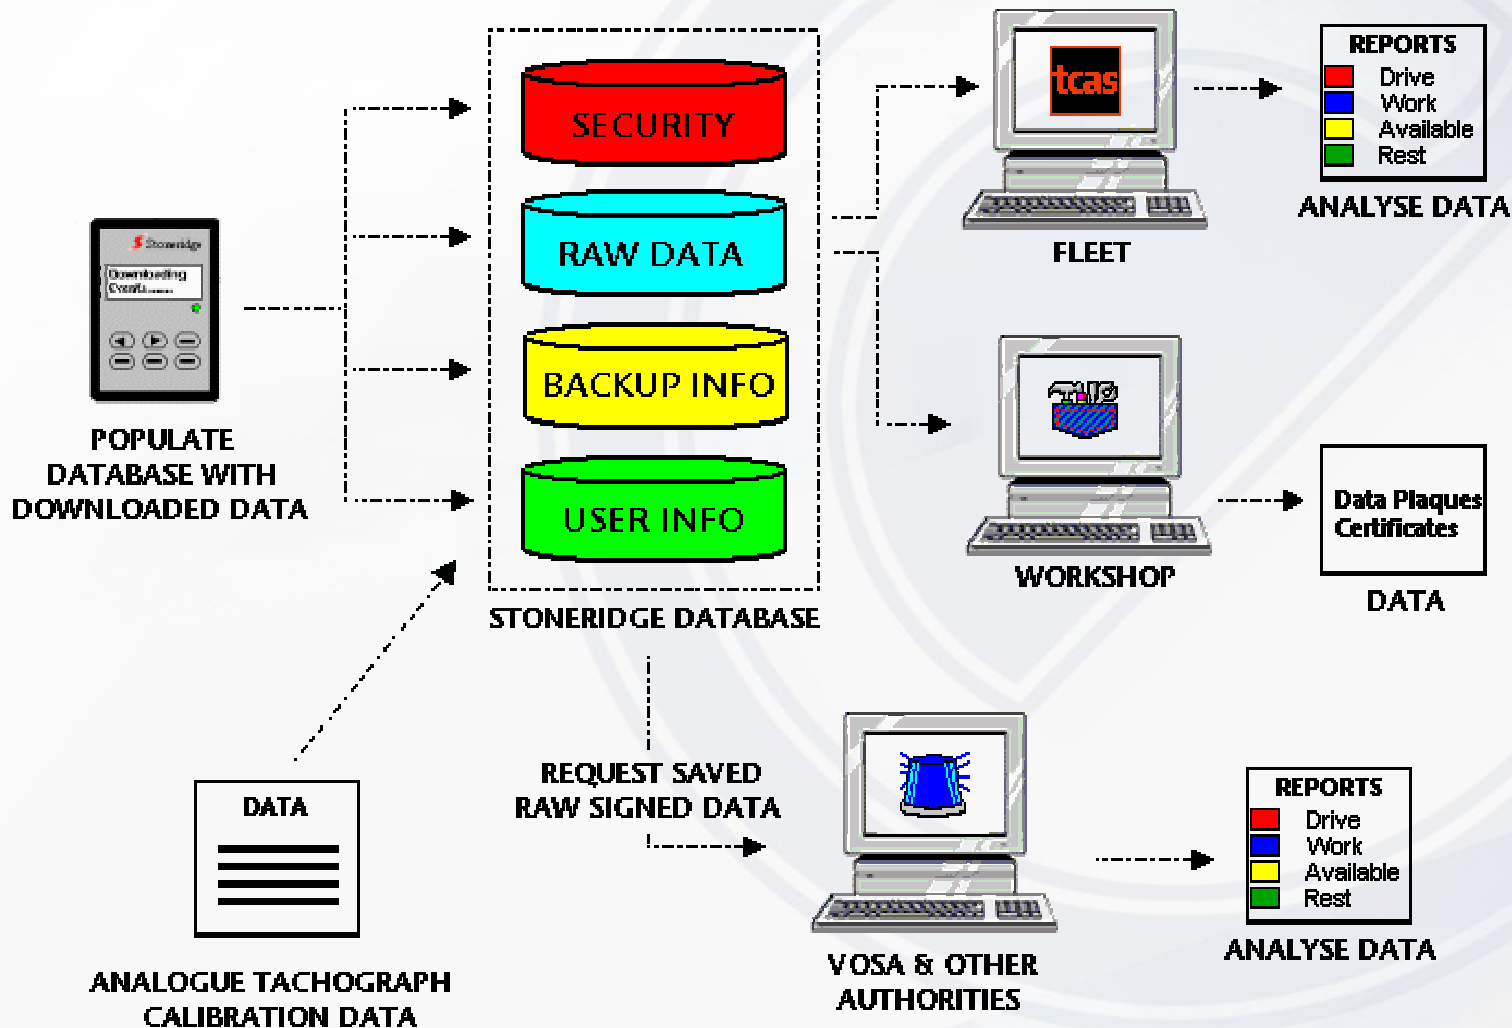 SECURITY
RAW DATA
BACKUP INFO
USER INFO
STONERIDGE DATABASE
Stoneridge
Downloading
Events......
POPULATE
DATABASE WITH
DOWNLOADED DATA
tcas
FLEET
REPORTS
Drive
Work
Available
Rest
ANALYSE DATA
WORKSHOP
Data Plaques
Certificates
DATA
DATA
ANALOGUE TACHOGRAPH
CALIBRATION DATA
REQUEST SAVED
RAW SIGNED DATA
VOSA & OTHER
AUTHORITIES
REPORTS
Drive
Work
Available
Rest
ANALYSE DATA